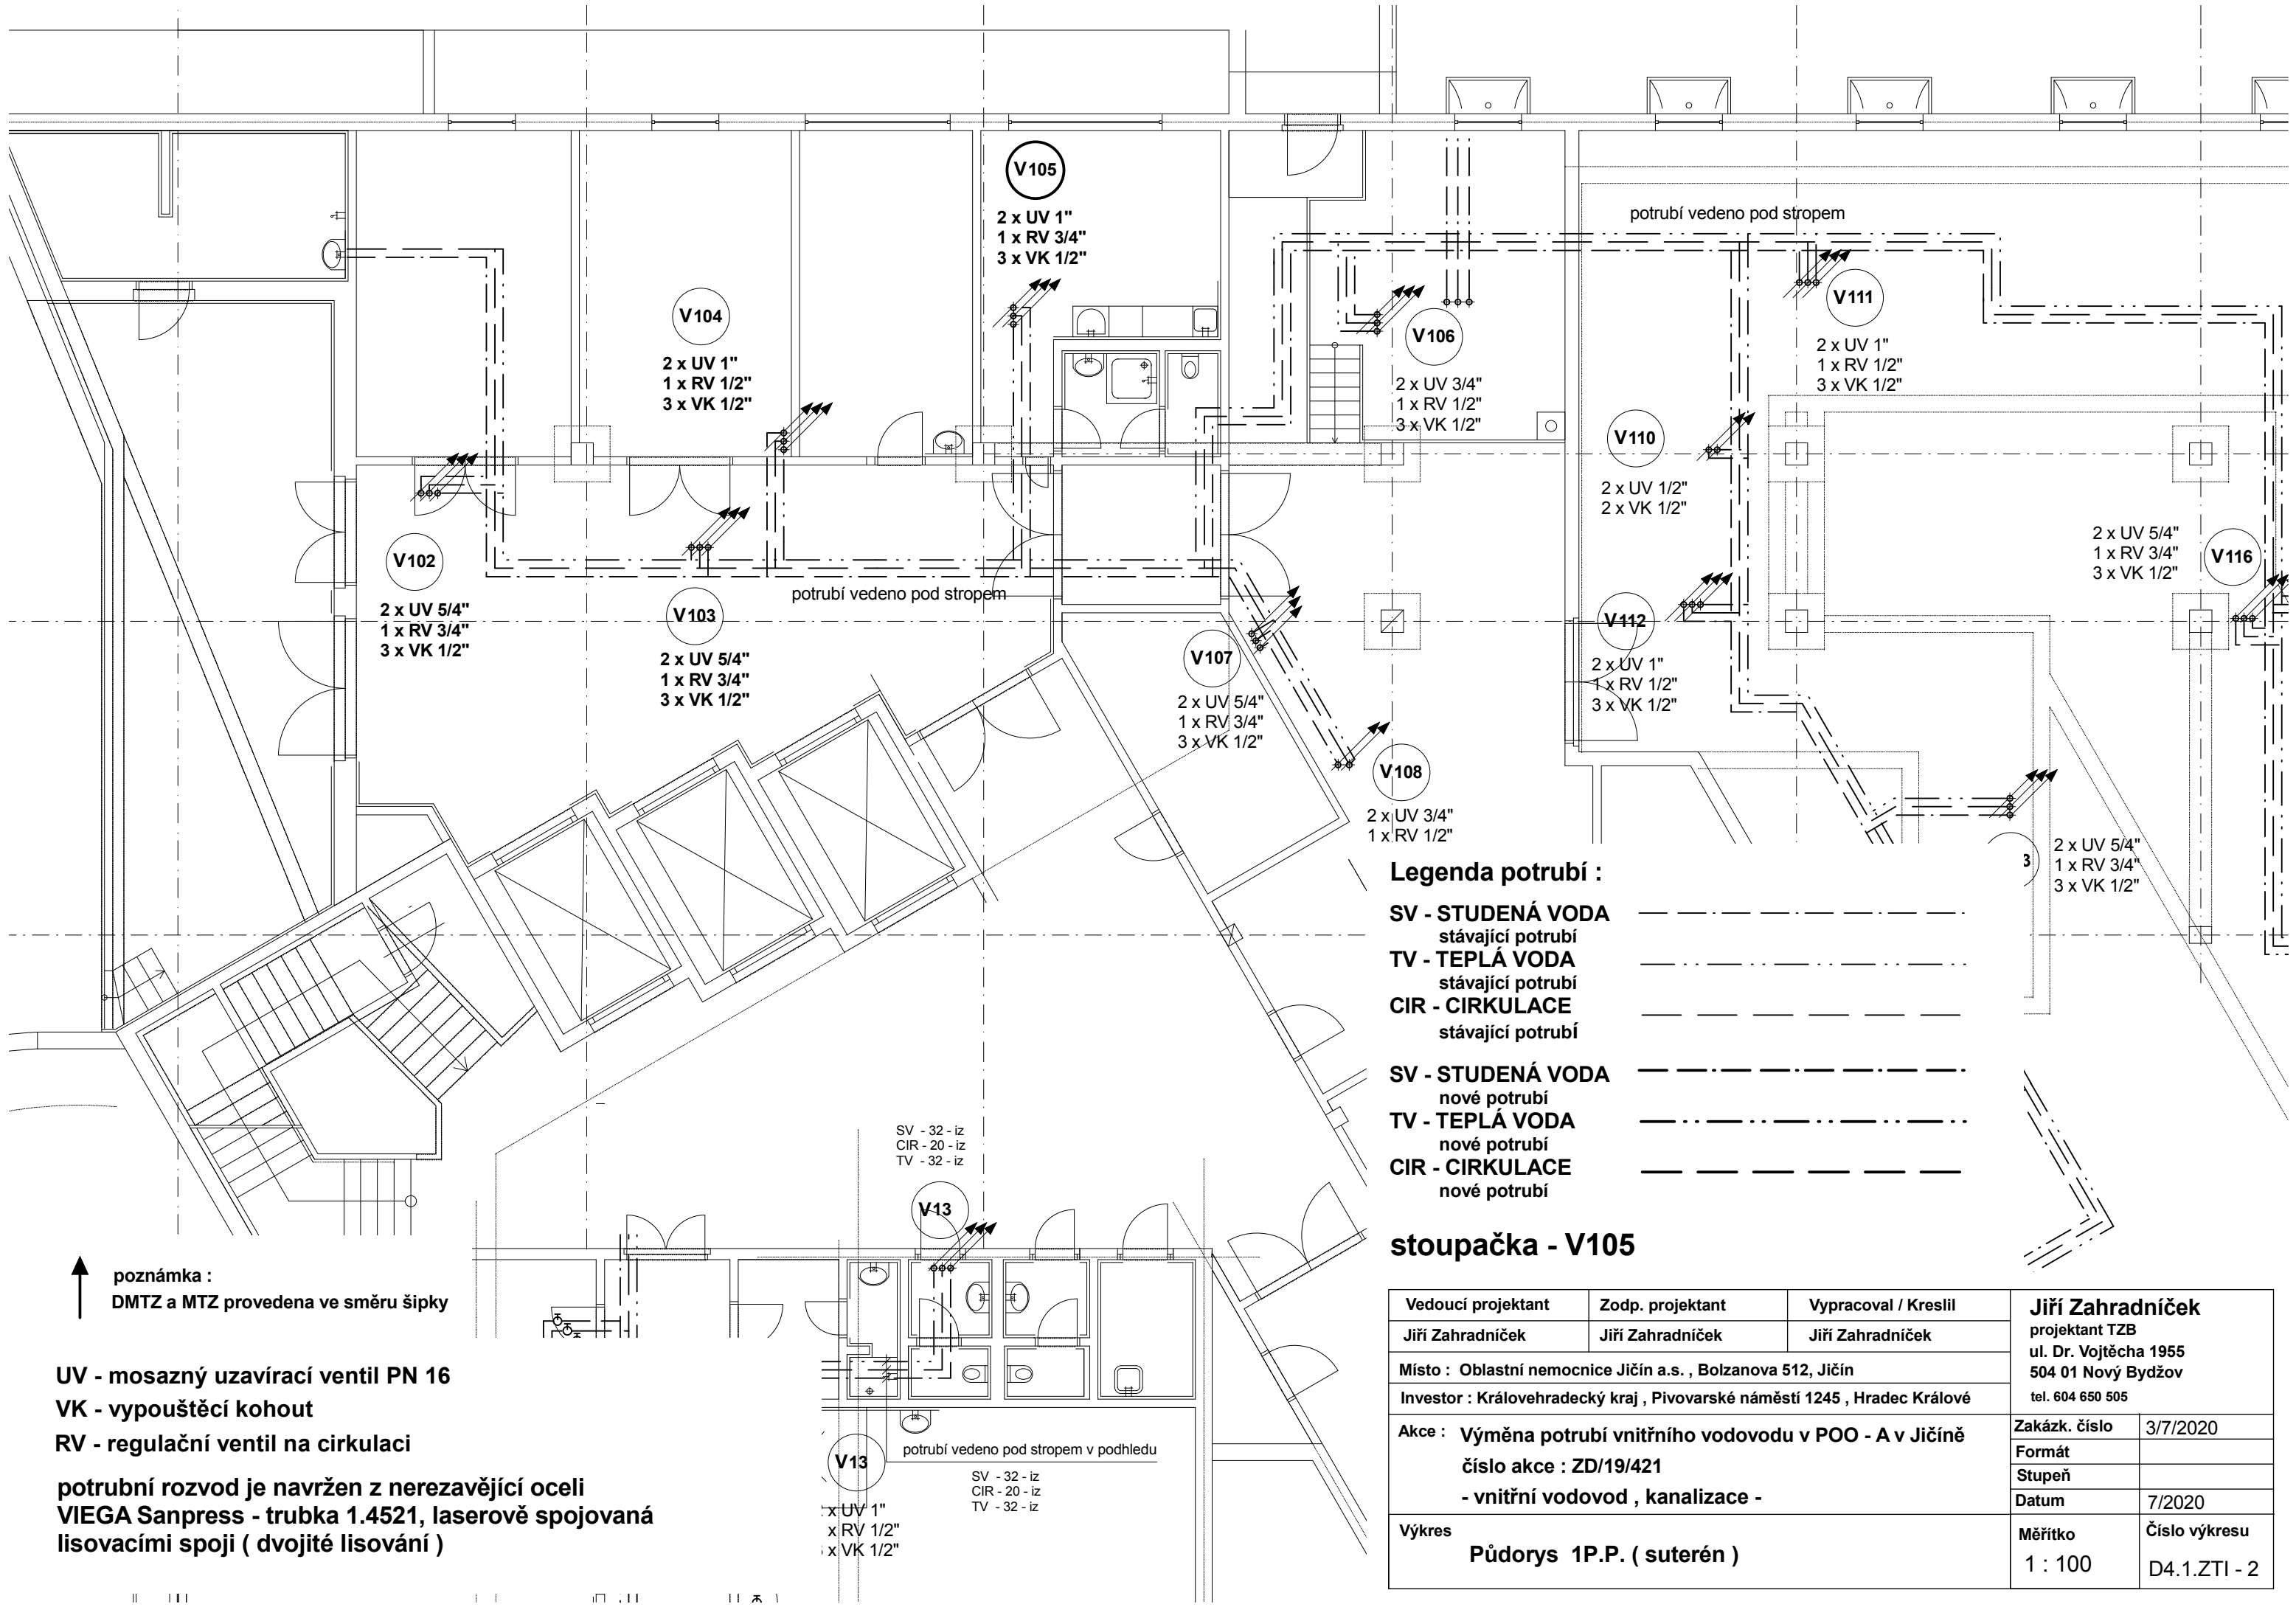 V105
2 x UV 1"
1 x RV 3/4"
3 x VK 1/2"
potrubí vedeno pod stropem
V104
2 x UV 1"
1 x RV 1/2"
3 x VK 1/2"
V106
2 x UV 3/4"
1 x RV 1/2"
3 x VK 1/2"
V111
2 x UV 1"
1 x RV 1/2"
3 x VK 1/2"
V110
2 x UV 1/2"
2 x VK 1/2"
V102
2 x UV 5/4"
1 x RV 3/4"
3 x VK 1/2"
V103
2 x UV 5/4"
1 x RV 3/4"
3 x VK 1/2"
potrubí vedeno pod stropem
V107
2 x UV 5/4"
1 x RV 3/4"
3 x VK 1/2"
V112
2 x UV 1"
1 x RV 1/2"
3 x VK 1/2"
2 x UV 5/4"
1 x RV 3/4"
3 x VK 1/2"
V116
V108
2 x UV 3/4"
1 x RV 1/2"
3
2 x UV 5/4"
1 x RV 3/4"
3 x VK 1/2"
Legenda potrubí :
SV - STUDENÁ VODA
stávající potrubí
TV - TEPLÁ VODA
stávající potrubí
CIR - CIRKULACE
stávající potrubí
SV - STUDENÁ VODA
nové potrubí
TV - TEPLÁ VODA
nové potrubí
CIR - CIRKULACE
nové potrubí
stoupačka - V105
SV - 32 - iz
CIR - 20 - iz
TV - 32 - iz
V13
poznámka :
DMTZ a MTZ provedena ve směru šipky
UV - mosazný uzavírací ventil PN 16
VK - vypouštěcí kohout
RV - regulační ventil na cirkulaci
potrubní rozvod je navržen z nerezavějící oceli
VIEGA Sanpress - trubka 1.4521, laserově spojovaná
lisovacími spoji ( dvojité lisování )
V13
potrubí vedeno pod stropem v podhledu
SV - 32 - iz
CIR - 20 - iz
TV - 32 - iz
x UV 1"
x RV 1/2"
x VK 1/2"
Vedoucí projektant Zodp. projektant Vypracoval / Kreslil
Jiří Zahradníček Jiří Zahradníček Jiří Zahradníček
Místo : Oblastní nemocnice Jičín a.s. , Bolzanova 512, Jičín
Investor : Královehradecký kraj , Pivovarské náměstí 1245 , Hradec Králové
Akce : Výměna potrubí vnitřního vodovodu v POO - A v Jičíně
číslo akce : ZD/19/421
- vnitřní vodovod , kanalizace -
Výkres
Půdorys 1P.P. ( suterén )
Jiří Zahradníček
projektant TZB
ul. Dr. Vojtěcha 1955
504 01 Nový Bydžov
tel. 604 650 505
Zakázk. číslo 3/7/2020
Formát
Stupeň
Datum 7/2020
Měřítko Číslo výkresu
1 : 100 D4.1.ZTI - 2